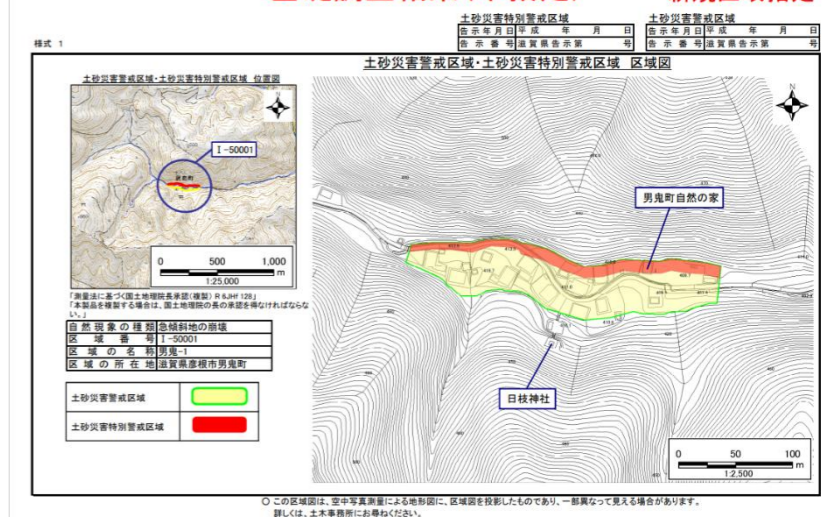 土砂災害特別警戒区域
告示年月日 平成 年 月 日
告示番号 滋賀県告示第 号
土砂災害警戒区域
告示年月日 平成 年 月 日
告示番号 滋賀県告示第 号
様式 1
土砂災害警戒区域・土砂災害特別警戒区域 位置図
土砂災害警戒区域・土砂災害特別警戒区域 区域図
N
I-50001
男鬼町
0 500 1,000
m
1:25,000
「測量法に基づく国土地理院長承認(複製) R 6JHf 128」
「本製品を複製する場合は、国土地理院の長の承認を得なければならな
い。」
自然現象の種類 急傾斜地の崩壊
区域番号 I-50001
区域の名称 男鬼-1
区域の所在地 滋賀県彦根市男鬼町
土砂災害警戒区域
土砂災害特別警戒区域
N
男鬼町自然の家
日枝神社
0 50 100
m
1:2,500
○ この区域図は、空中写真測量による地形図に、区域図を投影したものであり、一部異なって見える場合があります。
詳しくは、土木事務所にお尋ねください。